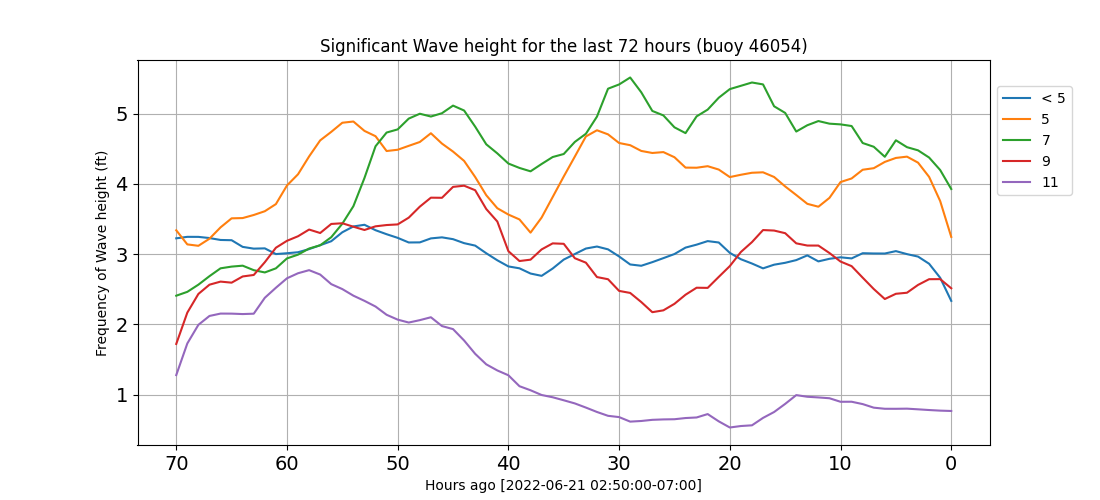 Significant Wave height for the last 72 hours (buoy 46054)
Frequency of Wave height (ft)
5
4
3
2
1
70 60 50 40 30 20 10 0
Hours ago [2022-06-21 02:50:00-07:00]
< 5
5
7
9
11